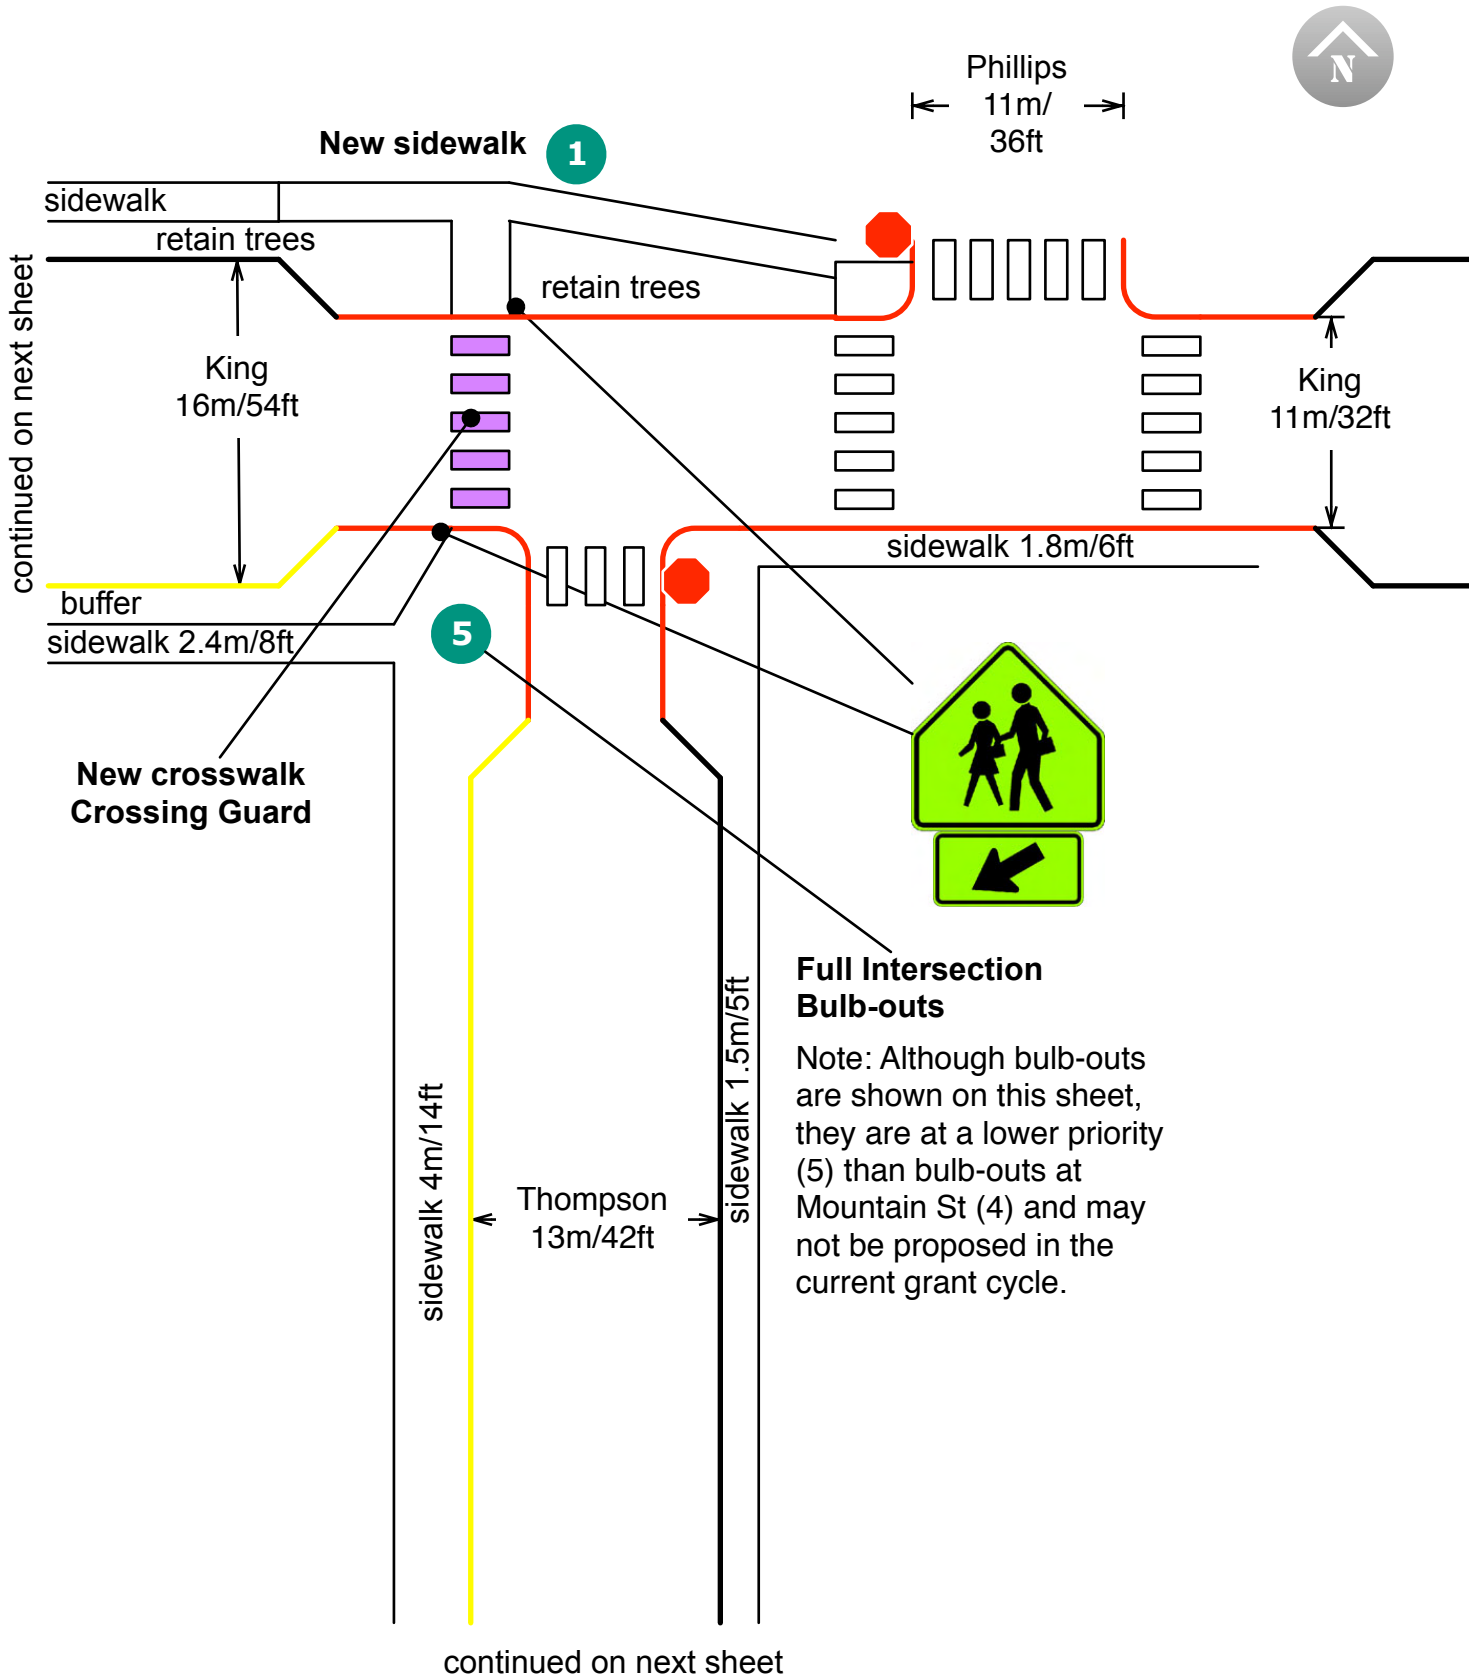 N
Phillips
11m/
36ft
New sidewalk
1
sidewalk
retain trees
retain trees
continued on next sheet
King
16m/54ft
King
11m/32ft
sidewalk 1.8m/6ft
buffer
sidewalk 2.4m/8ft
5
New crosswalk
Crossing Guard
Full Intersection
Bulb-outs
Note: Although bulb-outs
are shown on this sheet,
they are at a lower priority
(5) than bulb-outs at
Mountain St (4) and may
not be proposed in the
current grant cycle.
sidewalk 4m/14ft
Thompson
13m/42ft
sidewalk 1.5m/5ft
continued on next sheet